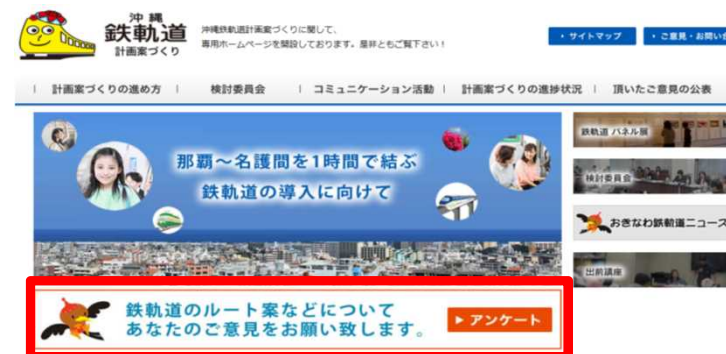 沖縄
鉄軌道
計画案づくり
沖縄鉄軌道計画案づくりに関して、
専用ホームページを開設しております。是非ともご覧下さい!
・サイトマップ
・ご意見・お問い
計画案づくりの進め方
検討委員会
コミュニケーション活動
計画案づくりの進捗状況
頂いたご意見の公表
那覇〜名護間を1時間で結ぶ
鉄軌道の導入に向けて
鉄軌道 パネル展
検討委員会
おきなわ鉄軌道ニュース
出前講座
鉄軌道のルート案などについて
あなたのご意見をお願い致します。
アンケート